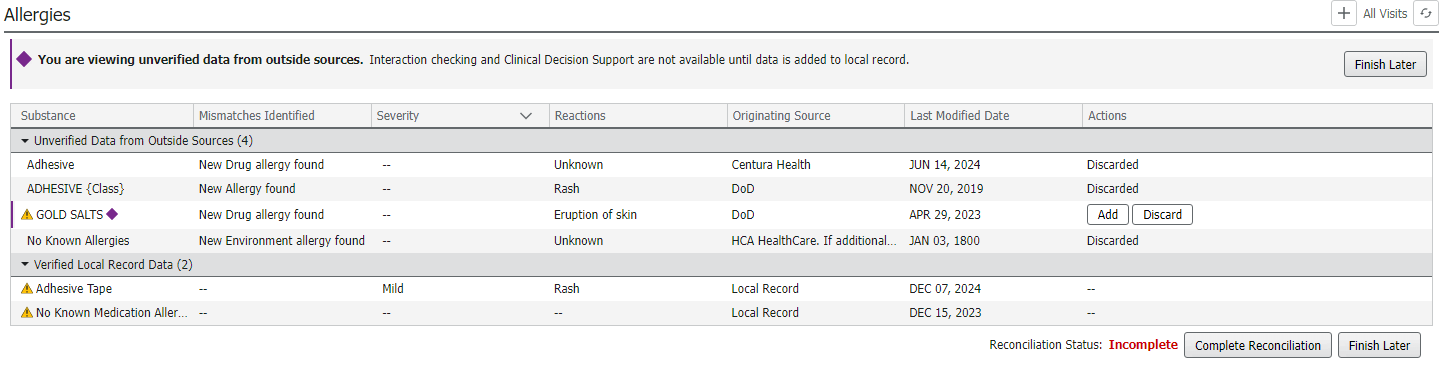 Allergies
All Visits
You are viewing unverified data from outside sources. Interaction checking and Clinical Decision Support are not available until data is added to local record.
Finish Later
Substance Mismatches Identified Severity Reactions Originating Source Last Modified Date Actions
Unverified Data from Outside Sources (4)
Adhesive New Drug allergy found -- Unknown Centura Health JUN 14, 2024 Discarded
ADHESIVE {Class} New Allergy found -- Rash DoD NOV 20, 2019 Discarded
GOLD SALTS New Drug allergy found -- Eruption of skin DoD APR 29, 2023 Add Discard
No Known Allergies New Environment allergy found -- Unknown HCA HealthCare. If additional... JAN 03, 1800 Discarded
Verified Local Record Data (2)
Adhesive Tape -- Mild Rash Local Record DEC 07, 2024 --
No Known Medication Aller... -- -- -- Local Record DEC 15, 2023 --
Reconciliation Status: Incomplete Complete Reconciliation Finish Later